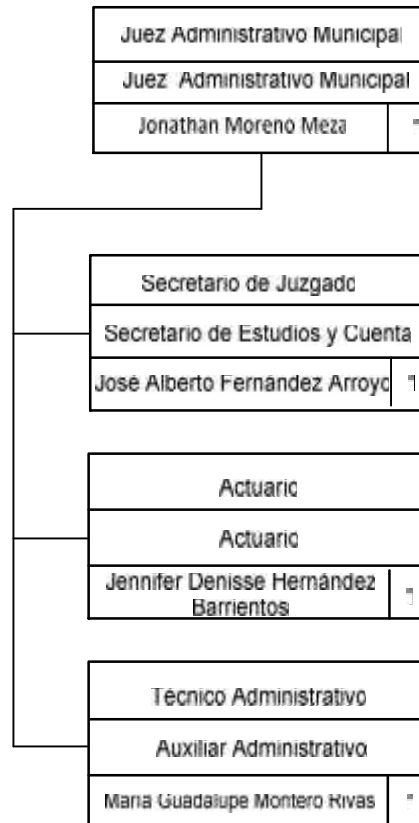 Juez Administrativo Municipal
Juez Administrativo Municipal
Jonathan Moreno Meza
Secretario de Juzgado
Secretario de Estudios y Cuenta
José Alberto Fernández Arroyo
Actuario
Actuario
Jennifer Denisse Hernández
Barrientos
Técnico Administrativo
Auxiliar Administrativo
María Guadalupe Montero Rivas